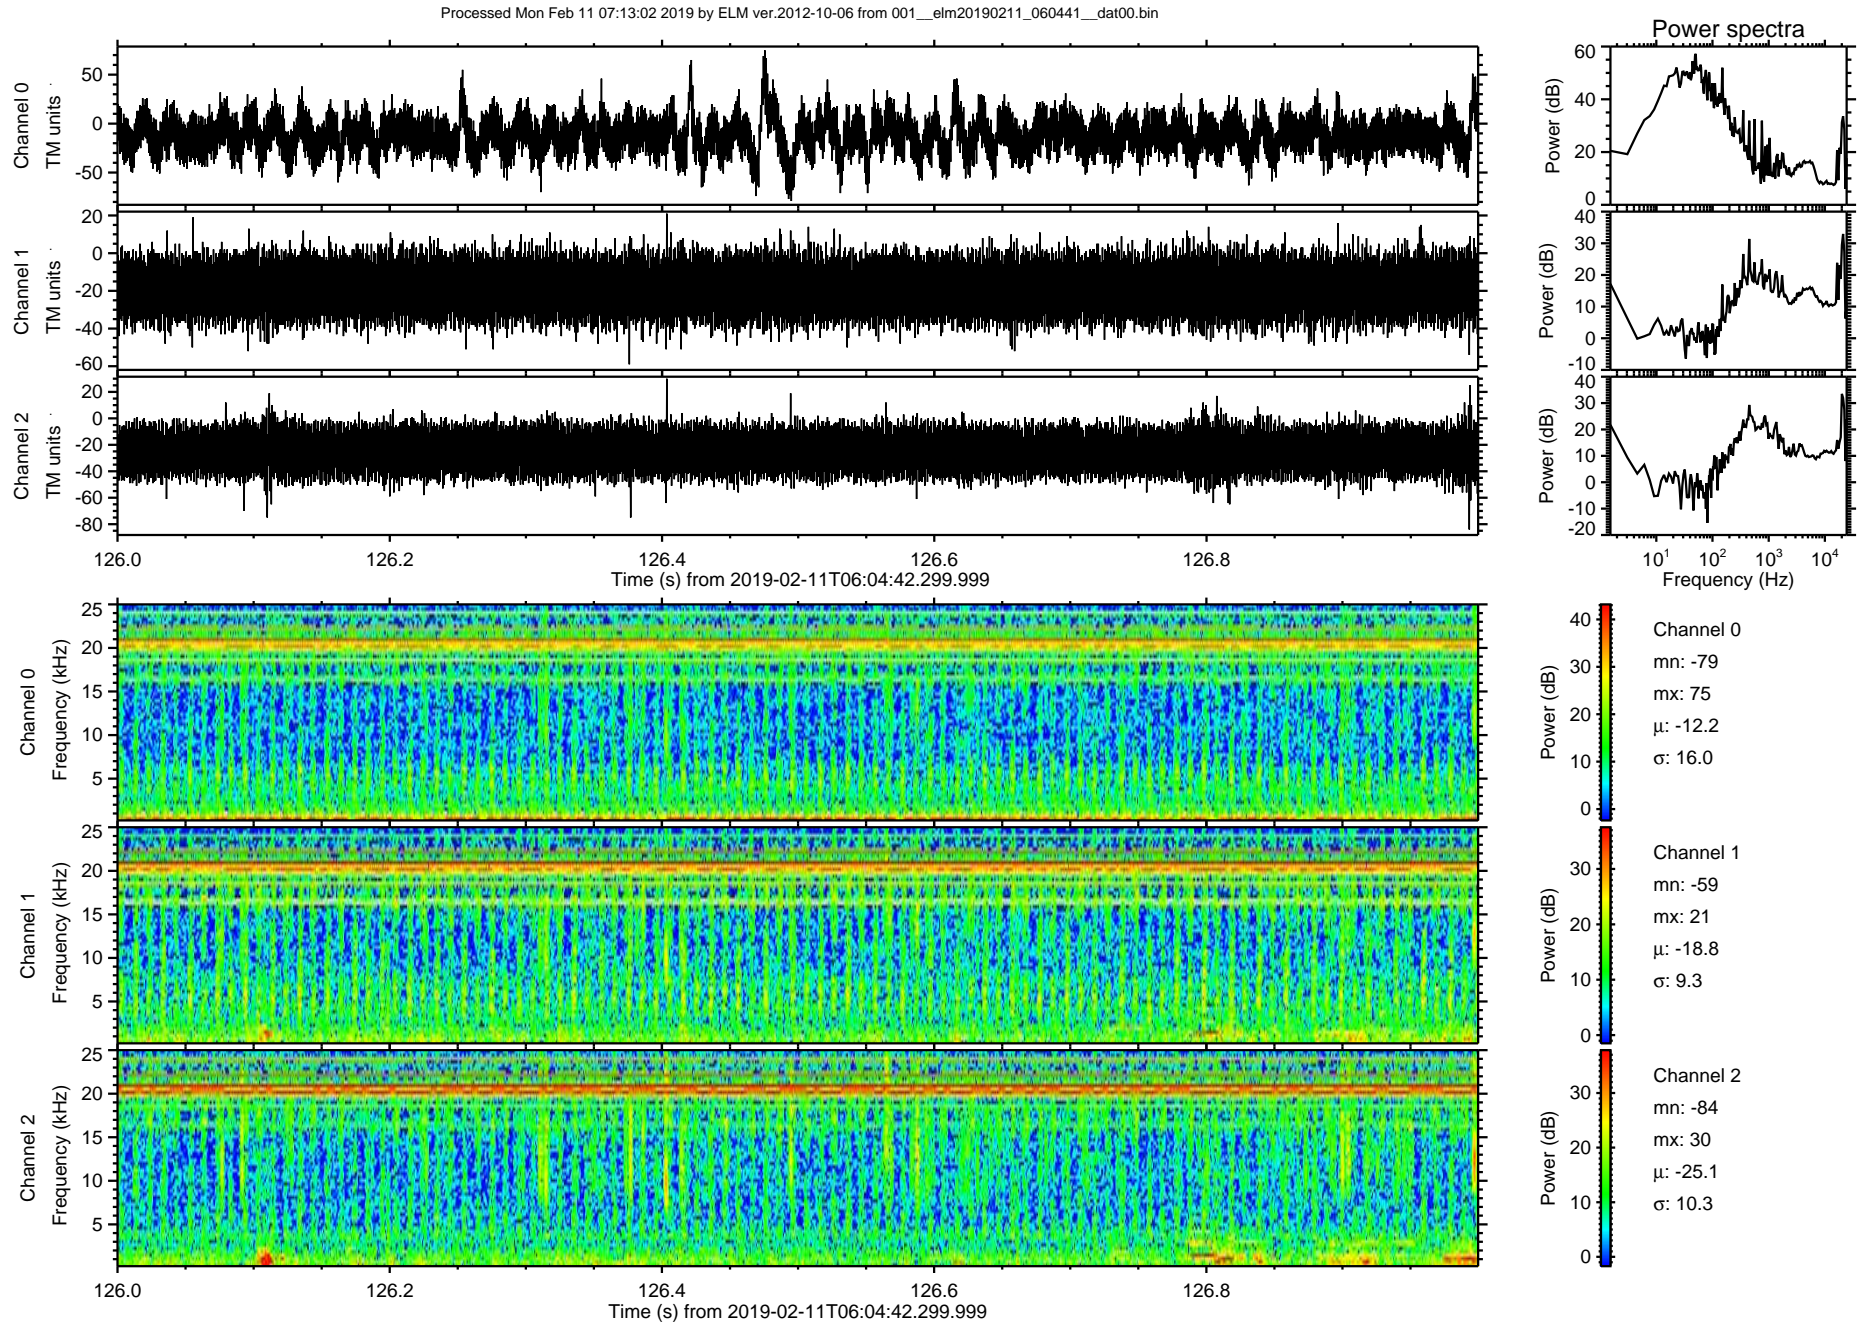 Processed Mon Feb 11 07:13:02 2019 by ELM ver.2012-10-06 from 001__elm20190211_060441__dat00.bin
Power spectra
Channel 0
TM units
50
0
-50
Power (dB)
60
40
20
0
Channel 1
TM units
20
0
-20
-40
-60
Power (dB)
40
30
20
10
0
-10
Channel 2
TM units
20
0
-20
-40
-60
-80
Power (dB)
40
30
20
10
0
-10
-20
126.0 126.2 126.4 126.6 126.8
Time (s) from 2019-02-11T06:04:42.299.999
10¹ 10² 10³ 10⁴
Frequency (Hz)
Channel 0
Frequency (kHz)
25
20
15
10
5
Power (dB)
40
30
20
10
0
Channel 0
mn: -79
mx: 75
μ: -12.2
σ: 16.0
Channel 1
Frequency (kHz)
25
20
15
10
5
Power (dB)
30
20
10
0
Channel 1
mn: -59
mx: 21
μ: -18.8
σ: 9.3
Channel 2
Frequency (kHz)
25
20
15
10
5
Power (dB)
30
20
10
0
Channel 2
mn: -84
mx: 30
μ: -25.1
σ: 10.3
126.0 126.2 126.4 126.6 126.8
Time (s) from 2019-02-11T06:04:42.299.999